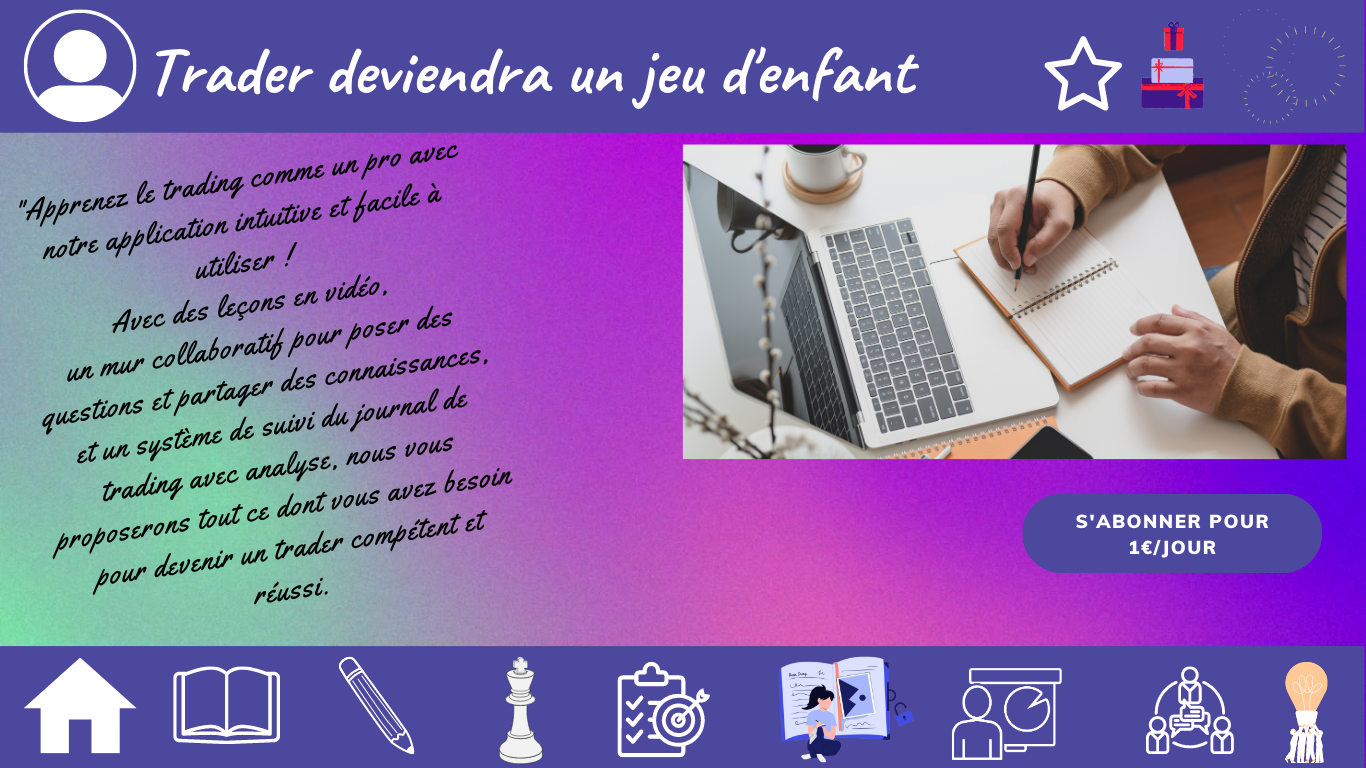 Trader deviendra un jeu d'enfant
"Apprenez le trading comme un pro avec
notre application intuitive et facile à
utiliser !
Avec des leçons en vidéo,
un mur collaboratif pour poser des
questions et partager des connaissances,
et un système de suivi du journal de
trading avec analyse, nous vous
proposerons tout ce dont vous avez besoin
pour devenir un trader compétent et
réussi.
S'ABONNER POUR
1€/JOUR